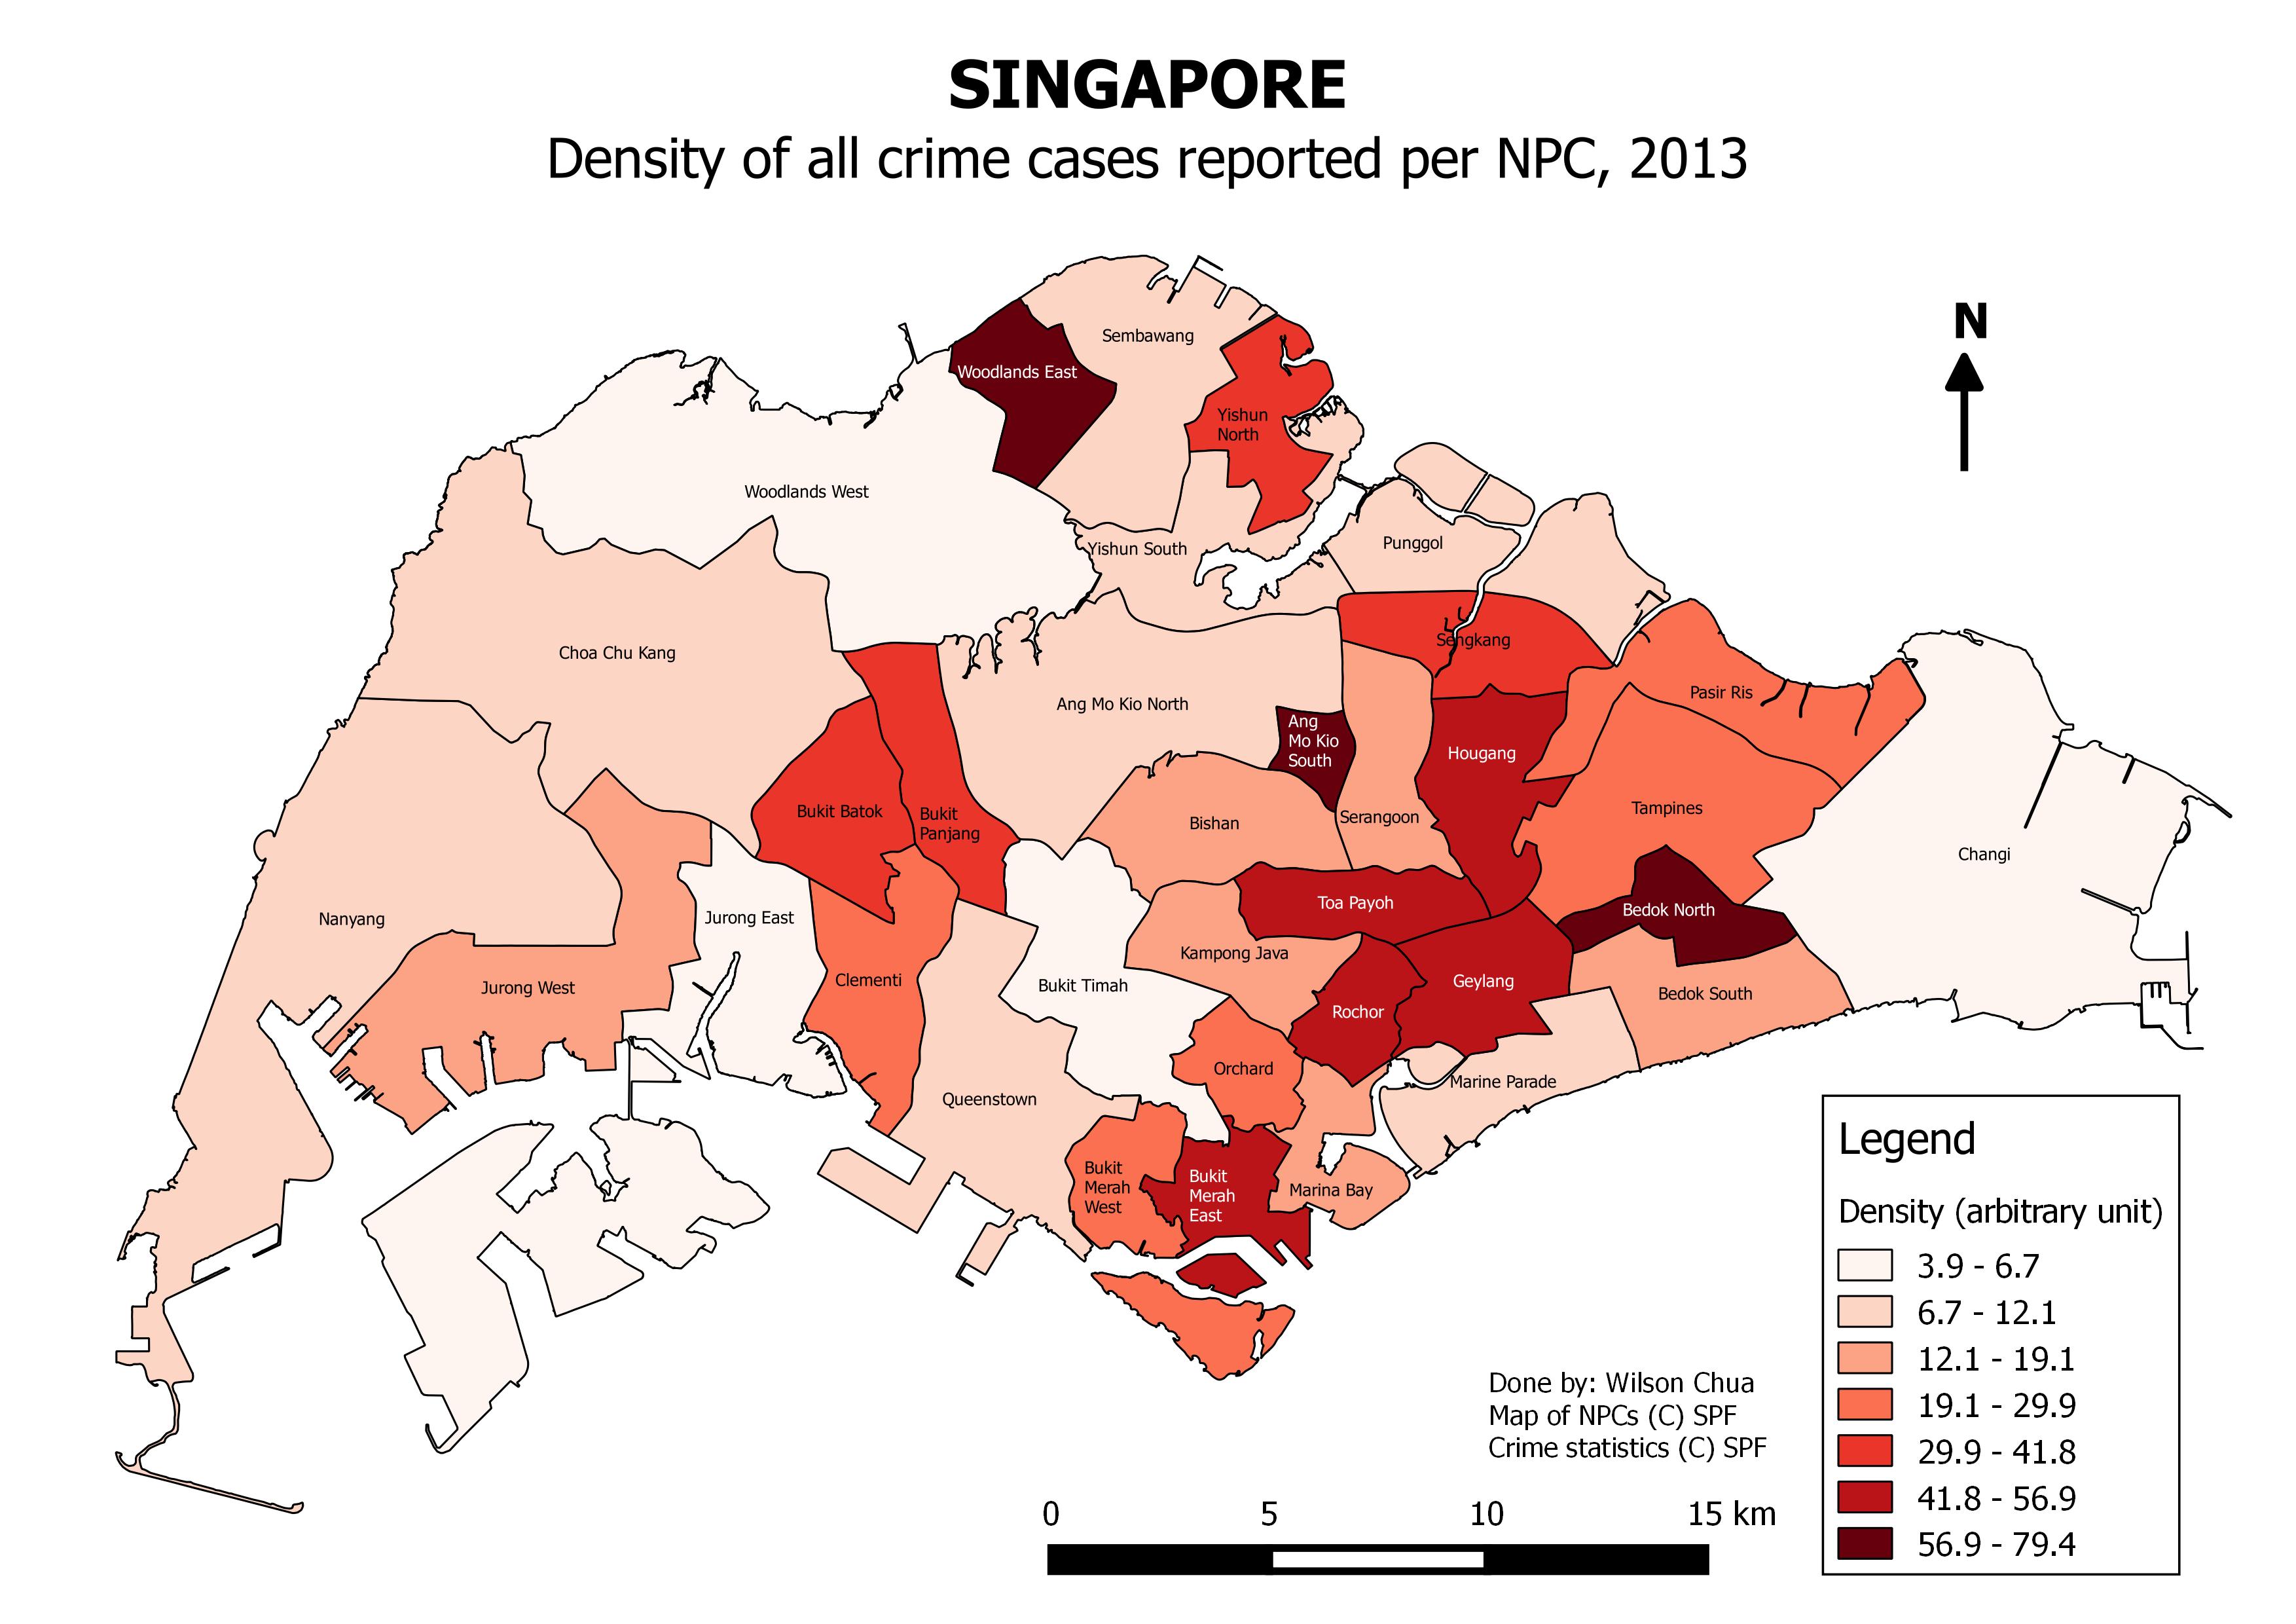 SINGAPORE
Density of all crime cases reported per NPC, 2013
N
Sembawang
Woodlands East
Yishun
North
Woodlands West
Yishun South
Punggol
Sengkang
Choa Chu Kang
Pasir Ris
Ang Mo Kio North
Ang
Mo Kio
South
Hougang
Tampines
Bukit Batok
Bukit
Panjang
Bishan
Serangoon
Changi
Toa Payoh
Bedok North
Nanyang
Jurong East
Kampong Java
Clementi
Geylang
Jurong West
Bukit Timah
Bedok South
Rochor
Orchard
Marine Parade
Queenstown
Bukit
Merah
West
Bukit
Merah
East
Marina Bay
Legend
Density (arbitrary unit)
3.9 - 6.7
6.7 - 12.1
12.1 - 19.1
19.1 - 29.9
29.9 - 41.8
41.8 - 56.9
56.9 - 79.4
Done by: Wilson Chua
Map of NPCs (C) SPF
Crime statistics (C) SPF
0 5 10 15 km